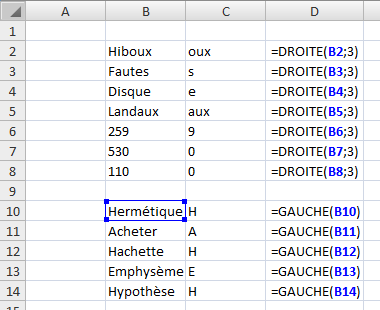 A B C D
1
2 Hiboux oux =DROITE(B2;3)
3 Fautes s =DROITE(B3;3)
4 Disque e =DROITE(B4;3)
5 Landaux aux =DROITE(B5;3)
6 259 9 =DROITE(B6;3)
7 530 0 =DROITE(B7;3)
8 110 0 =DROITE(B8;3)
9
10 Hermétique H =GAUCHE(B10)
11 Acheter A =GAUCHE(B11)
12 Hachette H =GAUCHE(B12)
13 Emphysème E =GAUCHE(B13)
14 Hypothèse H =GAUCHE(B14)